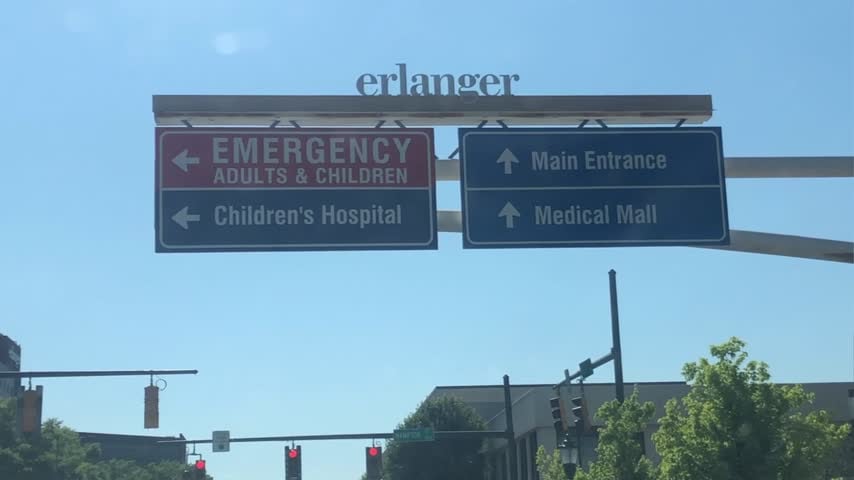 erlanger
EMERGENCY
ADULTS & CHILDREN
Children's Hospital
Main Entrance
Medical Mall